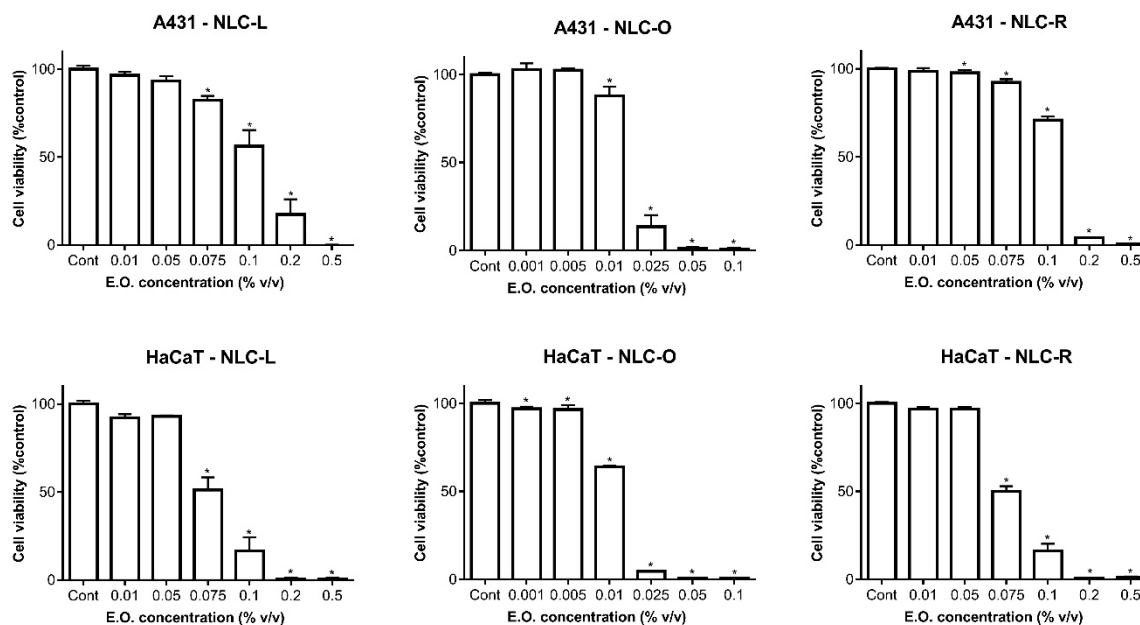 A431 - NLC-L
Cell viability (%control)
100
50
0
* * * *
Cont 0.01 0.05 0.075 0.1 0.2 0.5
E.O. concentration (% v/v)
A431 - NLC-O
Cell viability (%control)
100
50
0
* * * *
Cont 0.001 0.005 0.01 0.025 0.05 0.1
E.O. concentration (% v/v)
A431 - NLC-R
Cell viability (%control)
100
50
0
* * * * *
Cont 0.01 0.05 0.075 0.1 0.2 0.5
E.O. concentration (% v/v)
HaCaT - NLC-L
Cell viability (%control)
100
50
0
* * * *
Cont 0.01 0.05 0.075 0.1 0.2 0.5
E.O. concentration (% v/v)
HaCaT - NLC-O
Cell viability (%control)
100
50
0
* * * * * *
Cont 0.001 0.005 0.01 0.025 0.05 0.1
E.O. concentration (% v/v)
HaCaT - NLC-R
Cell viability (%control)
100
50
0
* * * *
Cont 0.01 0.05 0.075 0.1 0.2 0.5
E.O. concentration (% v/v)